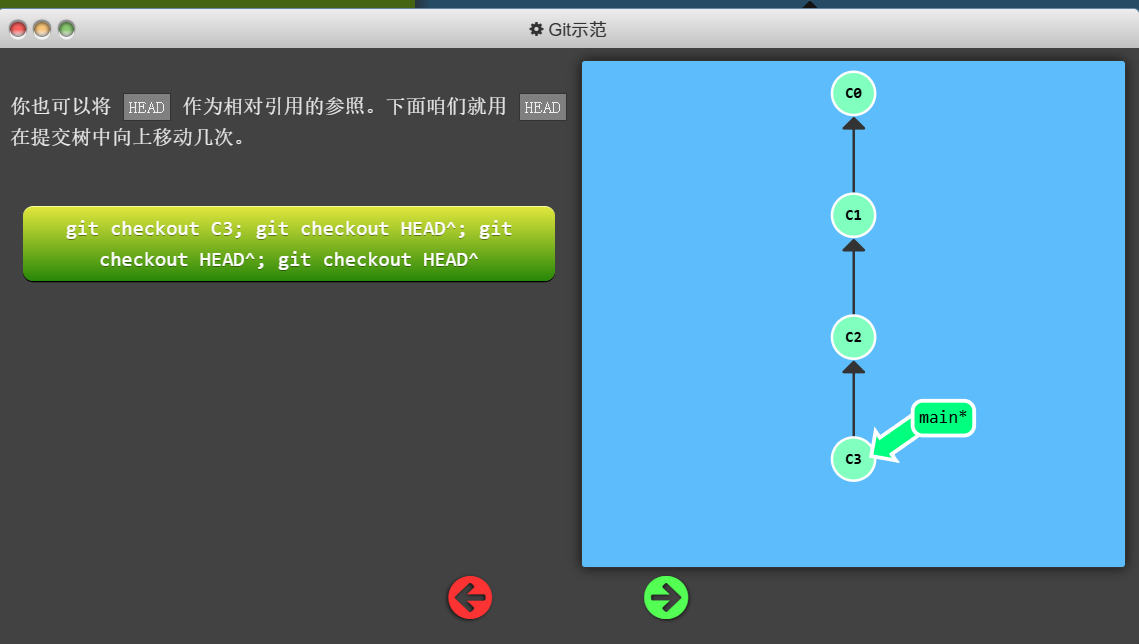 Git示范
你也可以将 HEAD 作为相对引用的参照。下面咱们就用 HEAD
在提交树中向上移动几次。
git checkout C3; git checkout HEAD^; git
checkout HEAD^; git checkout HEAD^
C0
C1
C2
main*
C3